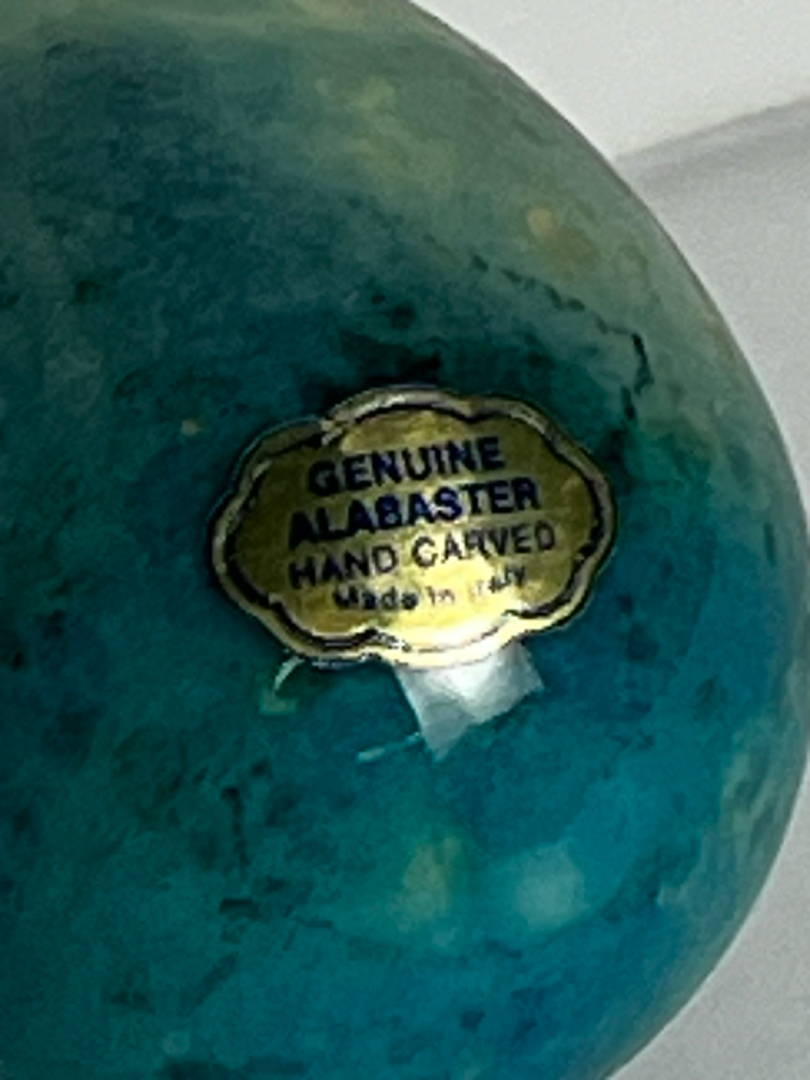 GENUINE
ALABASTER
HAND CARVED
Made in Italy